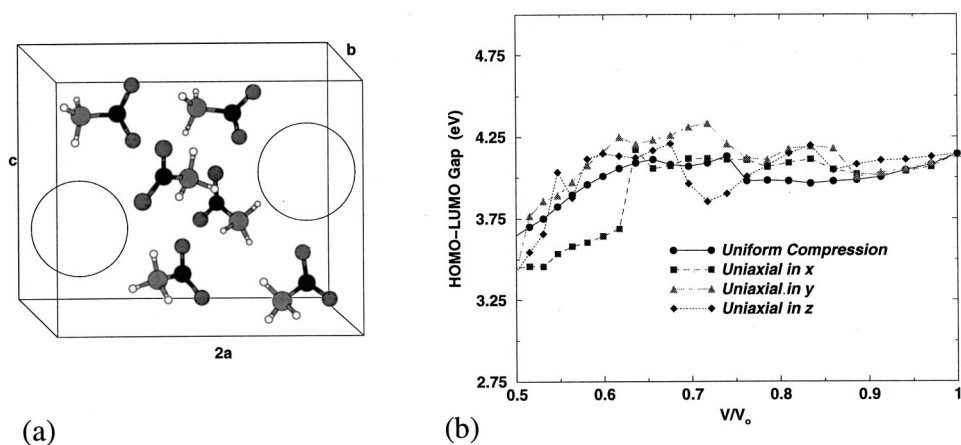 b
c
2a
(a)
HOMO–LUMO Gap (eV)
4.75
4.25
3.75
3.25
2.75
Uniform Compression
Uniaxial in x
Uniaxial in y
Uniaxial in z
0.5 0.6 0.7 0.8 0.9 1
V/Vo
(b)